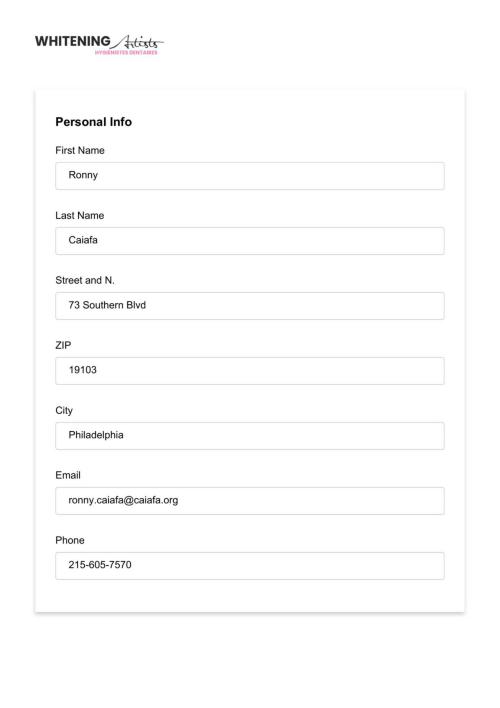 WHITENING Artists
HYGIÉNISTES DENTAIRES
Personal Info
First Name
Ronny
Last Name
Caiafa
Street and N.
73 Southern Blvd
ZIP
19103
City
Philadelphia
Email
ronny.caiafa@caiafa.org
Phone
215-605-7570